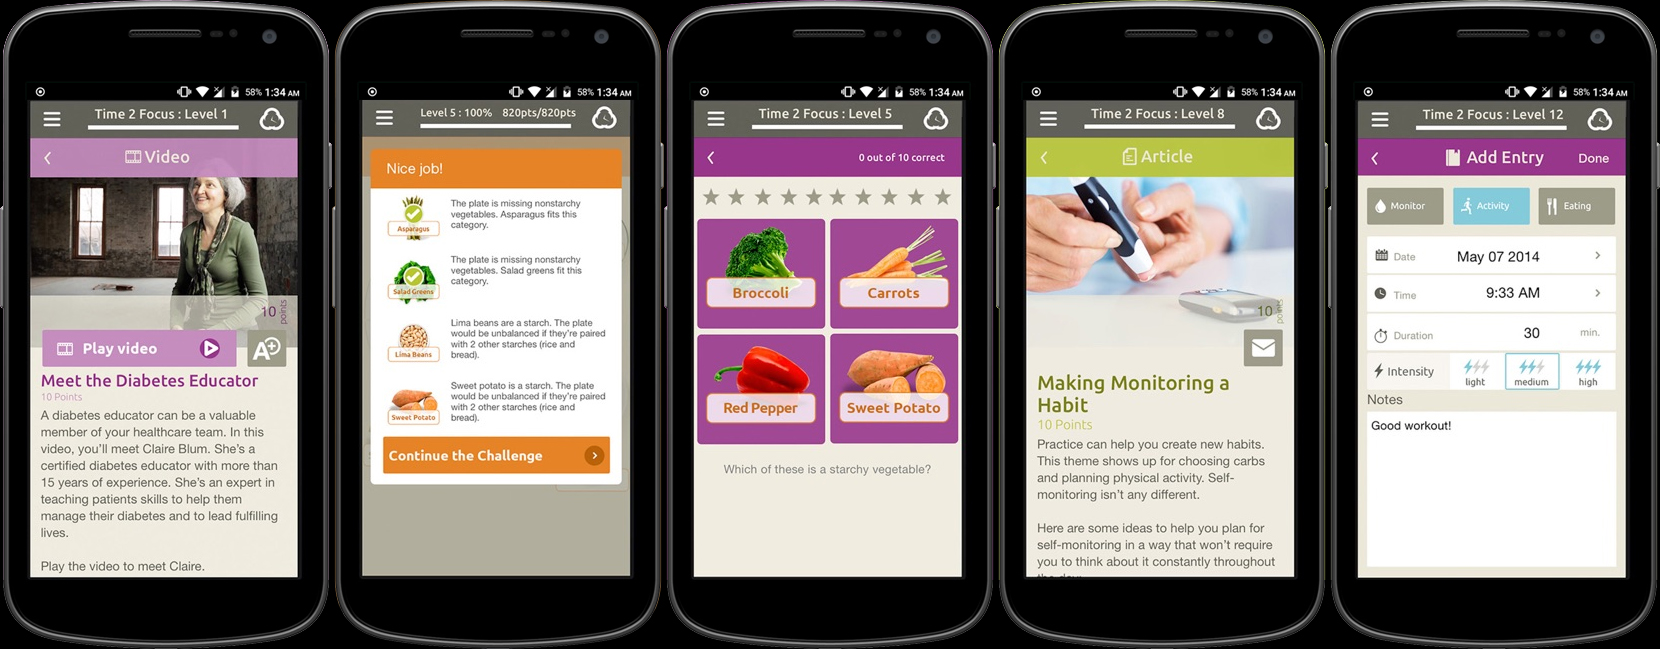 58% 1:34 AM
Time 2 Focus : Level 1
Video
10
points
Play video
A+
Meet the Diabetes Educator
10 Points
A diabetes educator can be a valuable
member of your healthcare team. In this
video, you'll meet Claire Blum. She's a
certified diabetes educator with more than
15 years of experience. She's an expert in
teaching patients skills to help them
manage their diabetes and to lead fulfilling
lives.
Play the video to meet Claire.
58% 1:34 AM
Level 5 : 100% 820pts/820pts
Nice job!
Asparagus
The plate is missing nonstarchy
vegetables. Asparagus fits this
category.
Salad Greens
The plate is missing nonstarchy
vegetables. Salad greens fit this
category.
Lima Beans
Lima beans are a starch. The plate
would be unbalanced if they're paired
with 2 other starches (rice and
bread).
Sweet Potato
Sweet potato is a starch. The plate
would be unbalanced if they're paired
with 2 other starches (rice and
bread).
Continue the Challenge
58% 1:34 AM
Time 2 Focus : Level 5
0 out of 10 correct
Broccoli
Carrots
Red Pepper
Sweet Potato
Which of these is a starchy vegetable?
58% 1:34 AM
Time 2 Focus : Level 8
Article
10
points
Making Monitoring a
Habit
10 Points
Practice can help you create new habits.
This theme shows up for choosing carbs
and planning physical activity. Self-
monitoring isn't any different.
Here are some ideas to help you plan for
self-monitoring in a way that won't require
you to think about it constantly throughout
the day:
58% 1:34 AM
Time 2 Focus : Level 12
Add Entry
Done
Monitor
Activity
Eating
Date May 07 2014
Time 9:33 AM
Duration 30 min.
Intensity light medium high
Notes
Good workout!